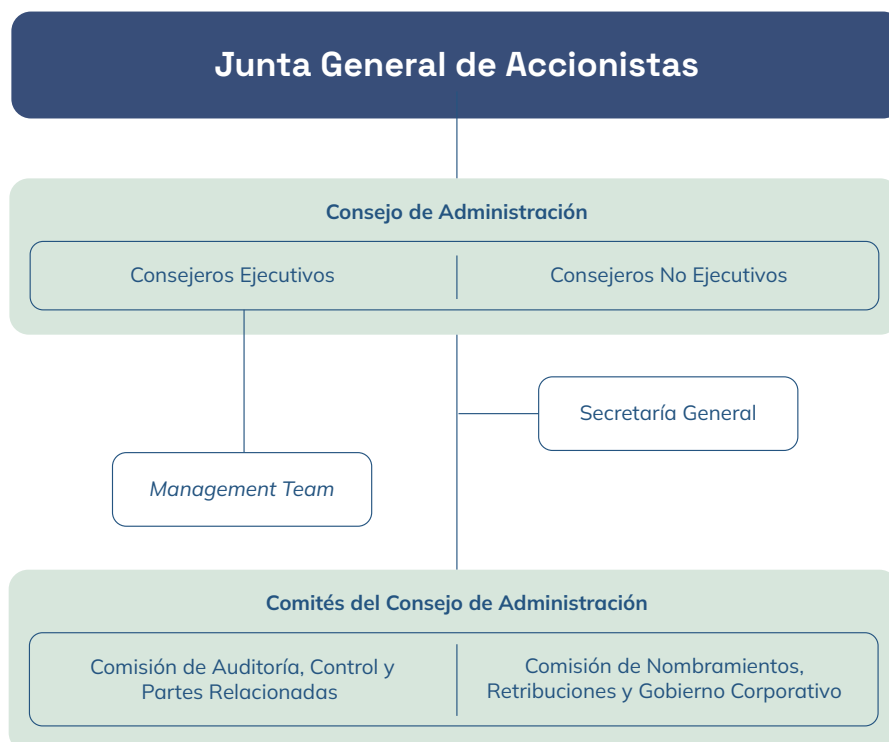 Junta General de Accionistas
Consejo de Administración
Consejeros Ejecutivos
Consejeros No Ejecutivos
Secretaría General
Management Team
Comités del Consejo de Administración
Comisión de Auditoría, Control y
Partes Relacionadas
Comisión de Nombramientos,
Retribuciones y Gobierno Corporativo